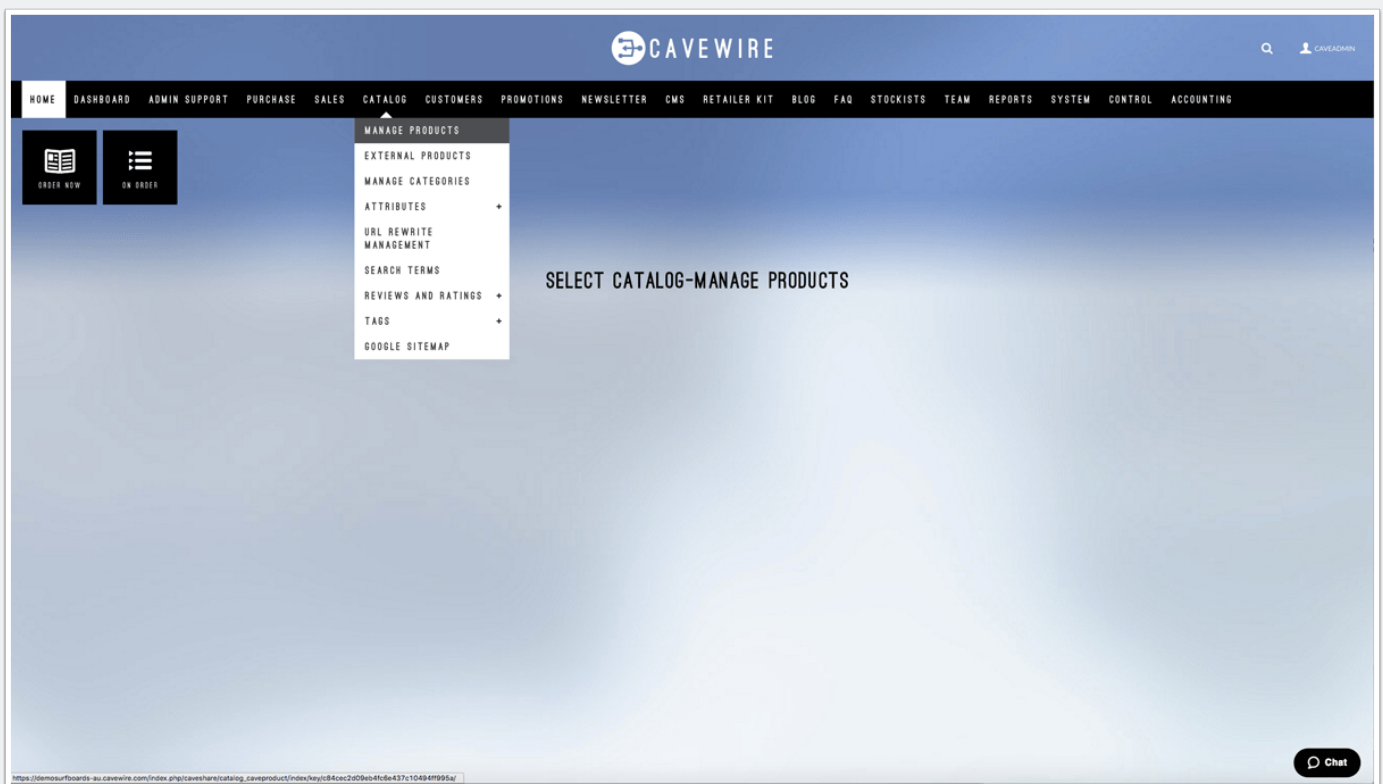 CAVEWIRE
CAVEADMIN
HOME DASHBOARD ADMIN SUPPORT PURCHASE SALES CATALOG CUSTOMERS PROMOTIONS NEWSLETTER CMS RETAILER KIT BLOG FAQ STOCKISTS TEAM REPORTS SYSTEM CONTROL ACCOUNTING
ORDER NOW
ON ORDER
MANAGE PRODUCTS
EXTERNAL PRODUCTS
MANAGE CATEGORIES
ATTRIBUTES +
URL REWRITE
MANAGEMENT
SEARCH TERMS
REVIEWS AND RATINGS +
TAGS +
GOOGLE SITEMAP
SELECT CATALOG-MANAGE PRODUCTS
Chat
https://demosurfboards-au.cavewire.com/index.php/caveshare/catalog_caveproduct/index/key/c84cec2d09eb4fc6e437c10494ff995a/